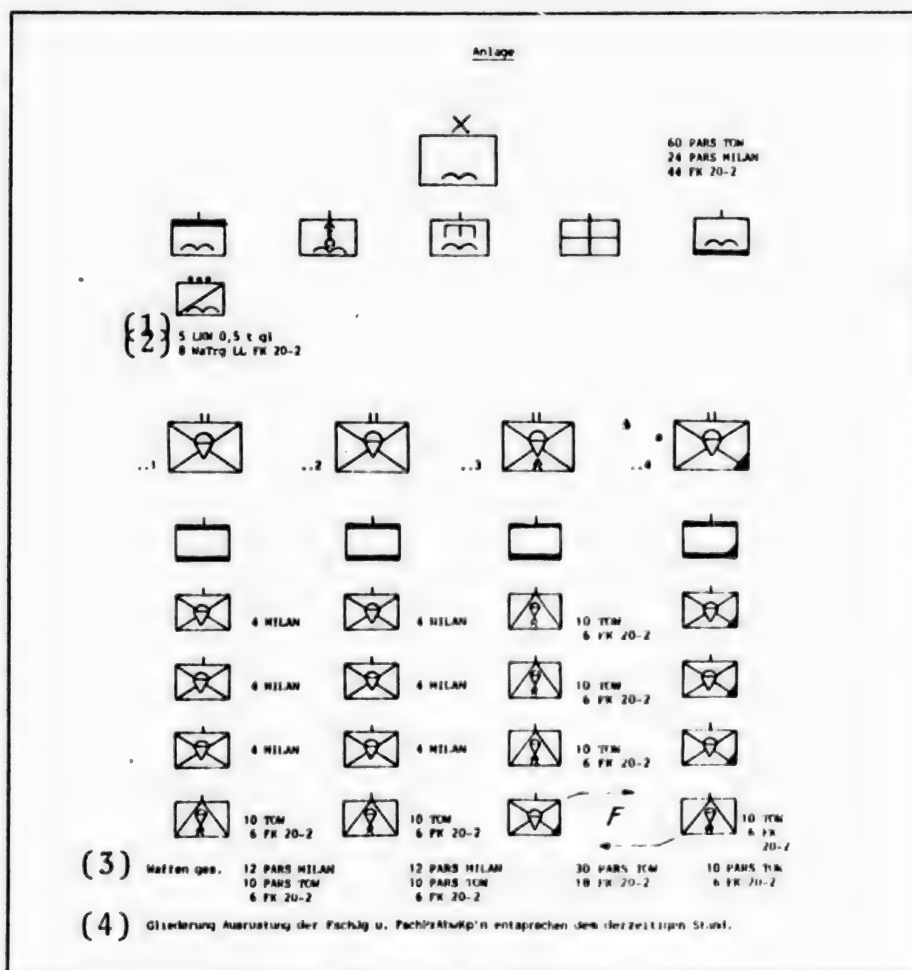 Anlage
60 PARS TOW
24 PARS MILAN
44 FK 20-2
(1)
(2) 5 LKW 0,5 t gl
8 WaTrg LL FK 20-2
..1 ..2 ..3 ..4
4 MILAN 4 MILAN 10 TOW
6 FK 20-2
4 MILAN 4 MILAN 10 TOW
6 FK 20-2
4 MILAN 4 MILAN 10 TOW
6 FK 20-2
F
10 TOW 10 TOW 10 TOW
6 FK 20-2 6 FK 20-2 6 FK
20-2
(3) Waffen ges. 12 PARS MILAN 12 PARS MILAN 30 PARS TOW 10 PARS TOW
10 PARS TOW 10 PARS TOW 18 FK 20-2 6 FK 20-2
6 FK 20-2 6 FK 20-2
(4) Gliederung Ausrüstung der FschJg u. FschPzAbwKp'n entsprechen dem derzeitigen Stand.